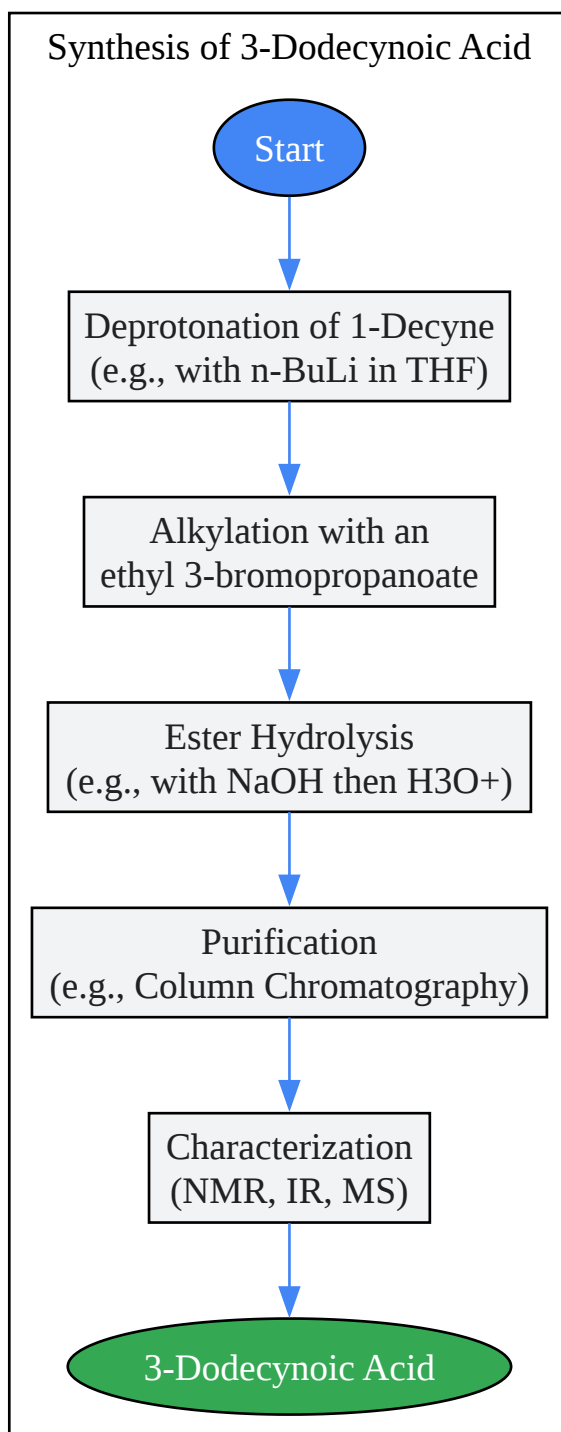 Synthesis of 3-Dodecynoic Acid
Start
Deprotonation of 1-Decyne
(e.g., with n-BuLi in THF)
Alkylation with an
ethyl 3-bromopropanoate
Ester Hydrolysis
(e.g., with NaOH then H3O+)
Purification
(e.g., Column Chromatography)
Characterization
(NMR, IR, MS)
3-Dodecynoic Acid